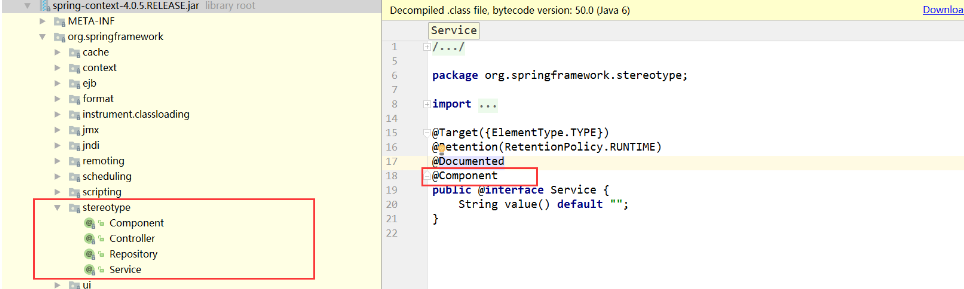 spring-context-4.0.5.RELEASE.jar library root
META-INF
org.springframework
cache
context
ejb
format
instrument.classloading
jmx
jndi
remoting
scheduling
scripting
stereotype
Component
Controller
Repository
Service
ui
Decompiled .class file, bytecode version: 50.0 (Java 6)
Downloa
Service
1 /.../
5
6 package org.springframework.stereotype;
7
8 import ...
14
15 @Target({ElementType.TYPE})
16 @Retention(RetentionPolicy.RUNTIME)
17 @Documented
18 @Component
19 public @interface Service {
20 String value() default "";
21 }
22